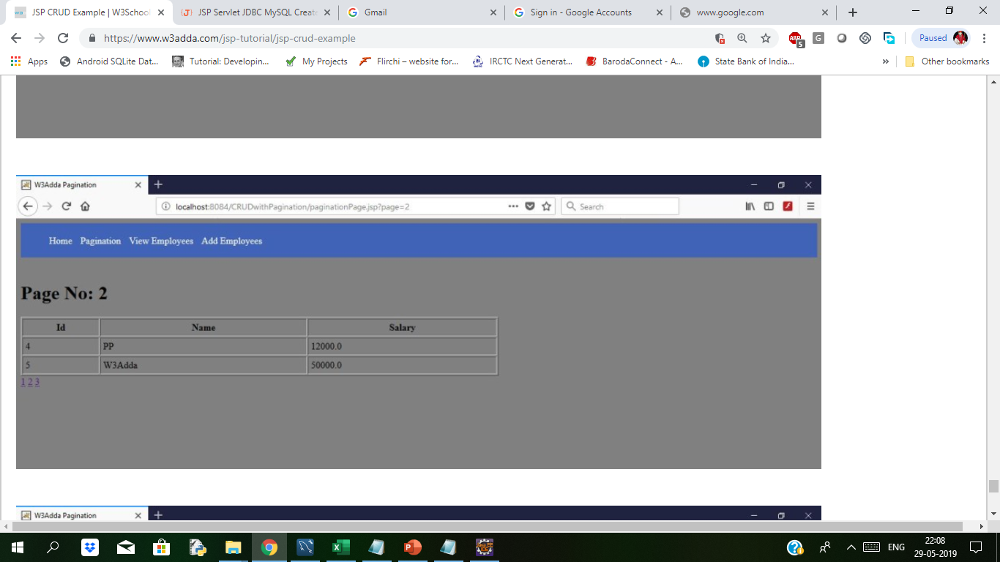 JSP CRUD Example | W3School
JSP Servlet JDBC MySQL Create
Gmail
Sign in - Google Accounts
www.google.com
https://www.w3adda.com/jsp-tutorial/jsp-crud-example
ABP
5
G
Paused
Apps
Android SQLite Dat...
Tutorial: Developin...
My Projects
Flirchi – website for...
IRCTC Next Generat...
BarodaConnect - A...
State Bank of India...
»
Other bookmarks
W3Adda Pagination
localhost:8084/CRUDwithPagination/paginationPage.jsp?page=2
Search
Home Pagination View Employees Add Employees
Page No: 2
Id Name Salary
4 PP 12000.0
5 W3Adda 50000.0
1 2 3
W3Adda Pagination
ENG
22:08
29-05-2019